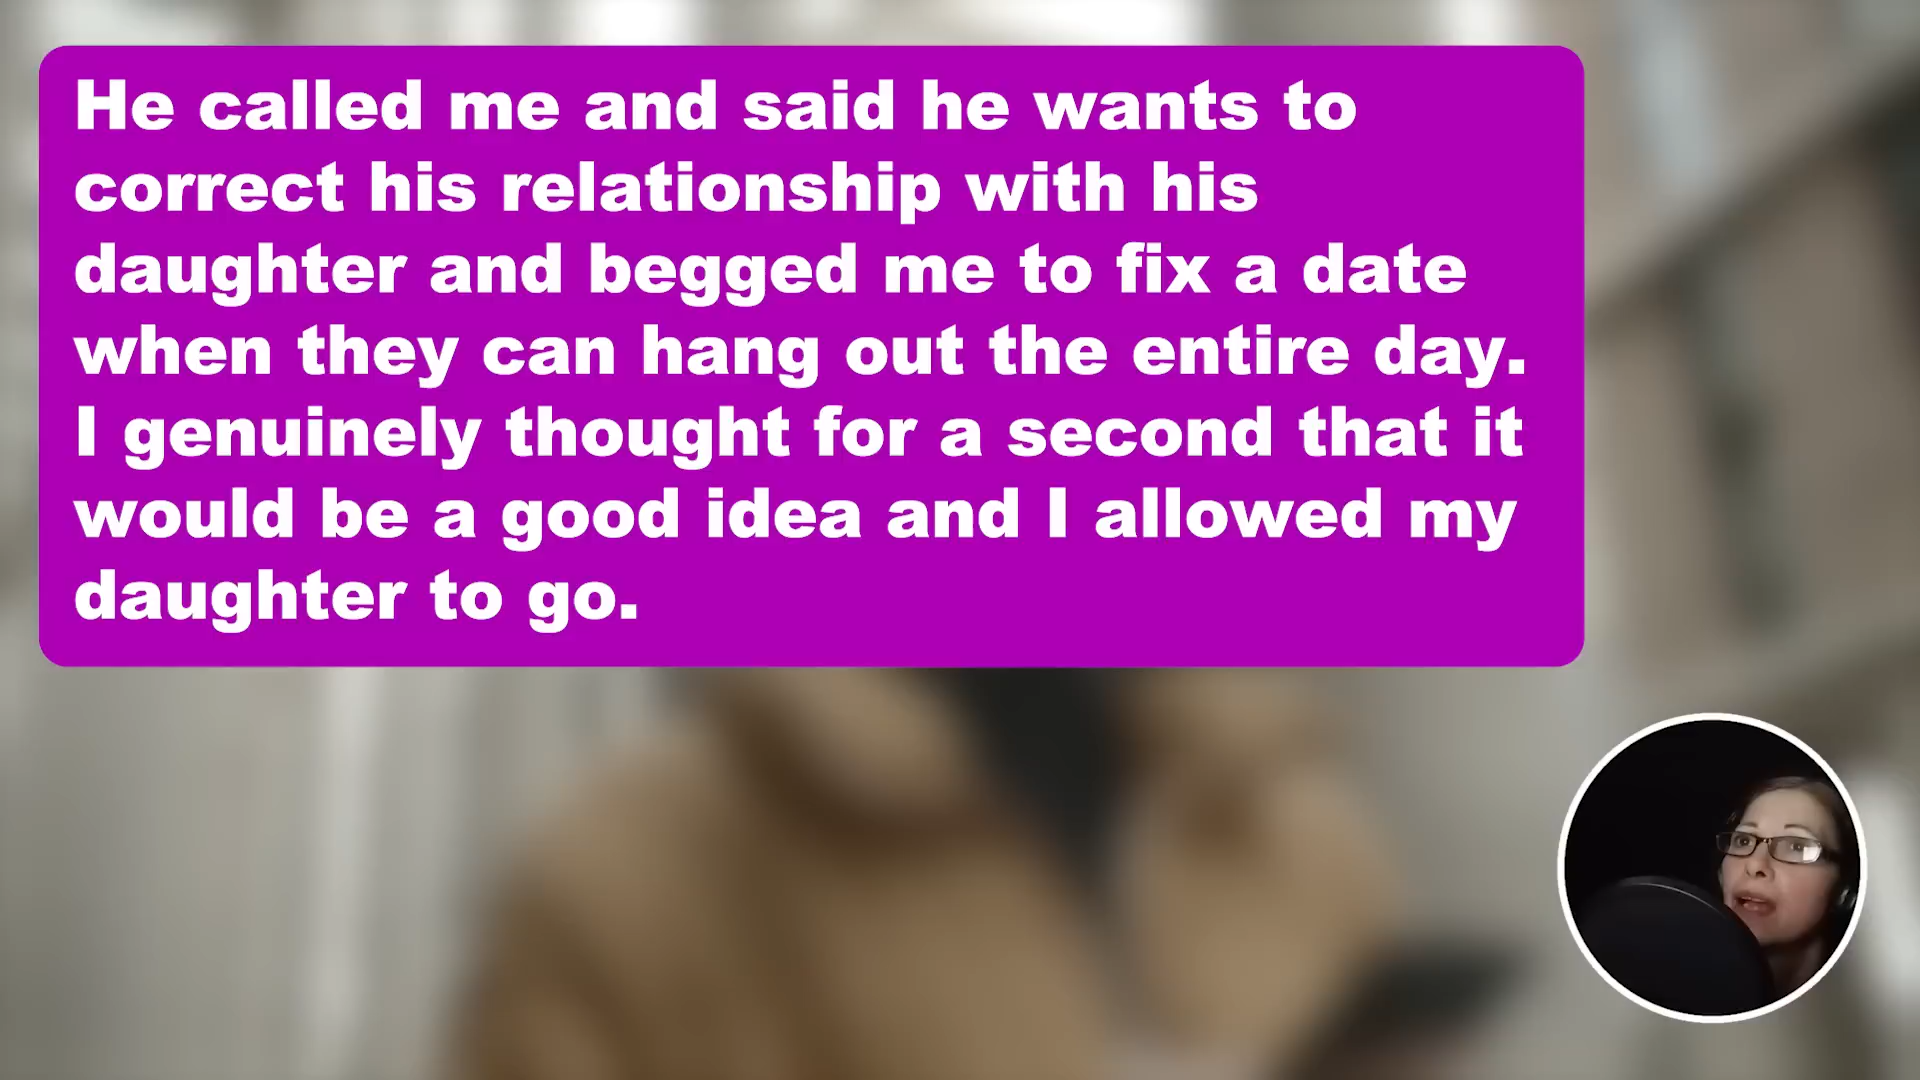 He called me and said he wants to
correct his relationship with his
daughter and begged me to fix a date
when they can hang out the entire day.
I genuinely thought for a second that it
would be a good idea and I allowed my
daughter to go.